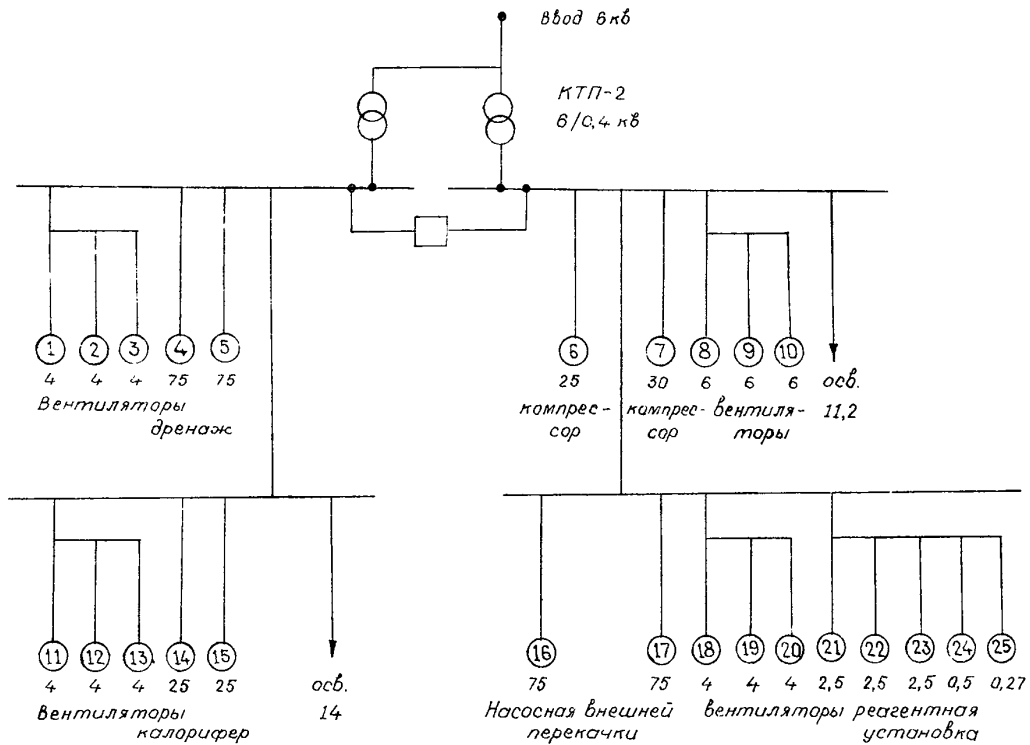 Ввод 6кв
КТП-2
6/0,4 кв
1 2 3 4 5
4 4 4 75 75
Вентиляторы
дренаж
6 7 8 9 10
25 30 6 6 6 осв.
компрес- компрес- вентиля- 11,2
сор сор торы
11 12 13 14 15
4 4 4 25 25 осв.
Вентиляторы 14
калорифер
16 17 18 19 20 21 22 23 24 25
75 75 4 4 4 2,5 2,5 2,5 0,5 0,27
Насосная внешней вентиляторы реагентная
перекачки установка